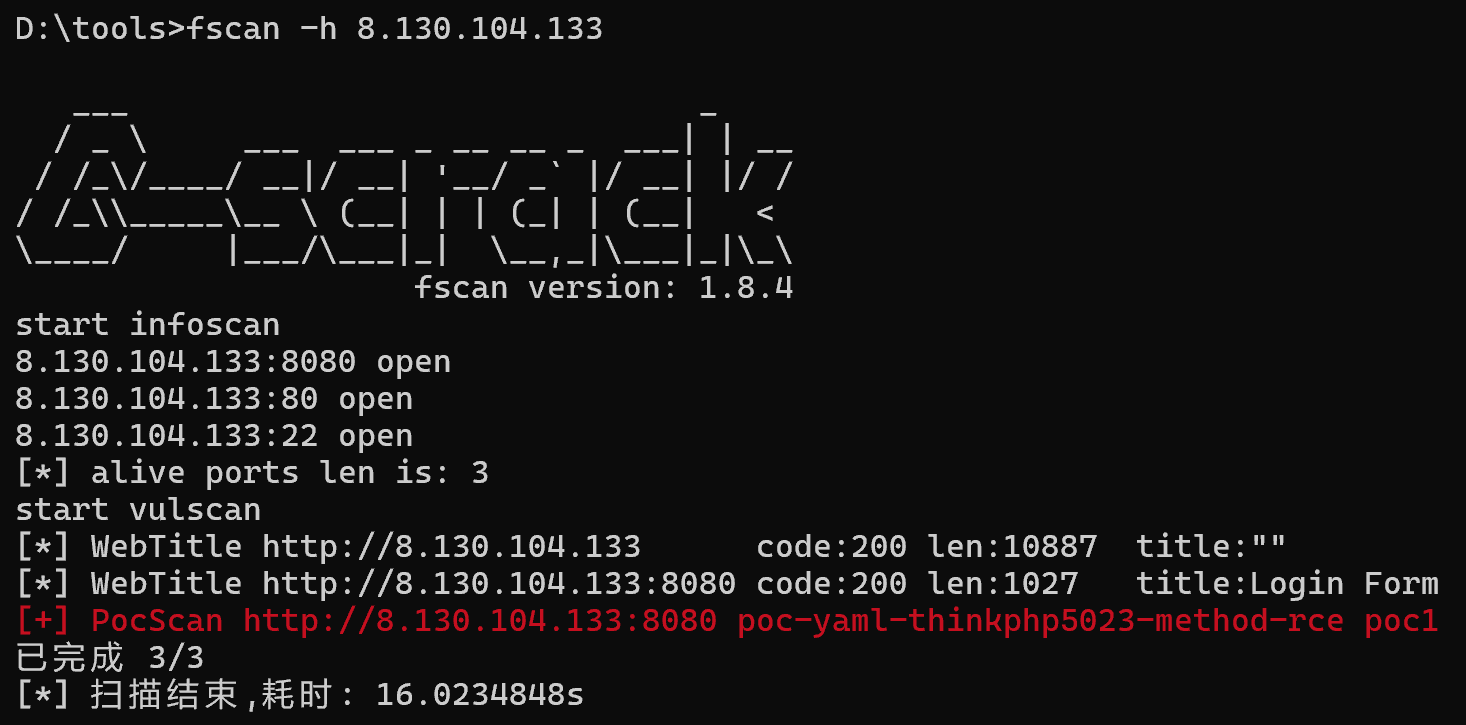 D:\tools>fscan -h 8.130.104.133
   ___                              _
  / _ \     ___  ___ _ __ __ _  ___| | __
 / /_\/____/ __|/ __| '__/ _` |/ __| |/ /
/ /_\\_____\__ \ (__| | | (_| | (__|   <
\____/     |___/\___|_|  \__,_|\___|_|\_\
                     fscan version: 1.8.4
start infoscan
8.130.104.133:8080 open
8.130.104.133:80 open
8.130.104.133:22 open
[*] alive ports len is: 3
start vulscan
[*] WebTitle http://8.130.104.133      code:200 len:10887  title:""
[*] WebTitle http://8.130.104.133:8080 code:200 len:1027   title:Login Form
[+] PocScan http://8.130.104.133:8080 poc-yaml-thinkphp5023-method-rce poc1
已完成 3/3
[*] 扫描结束,耗时: 16.0234848s